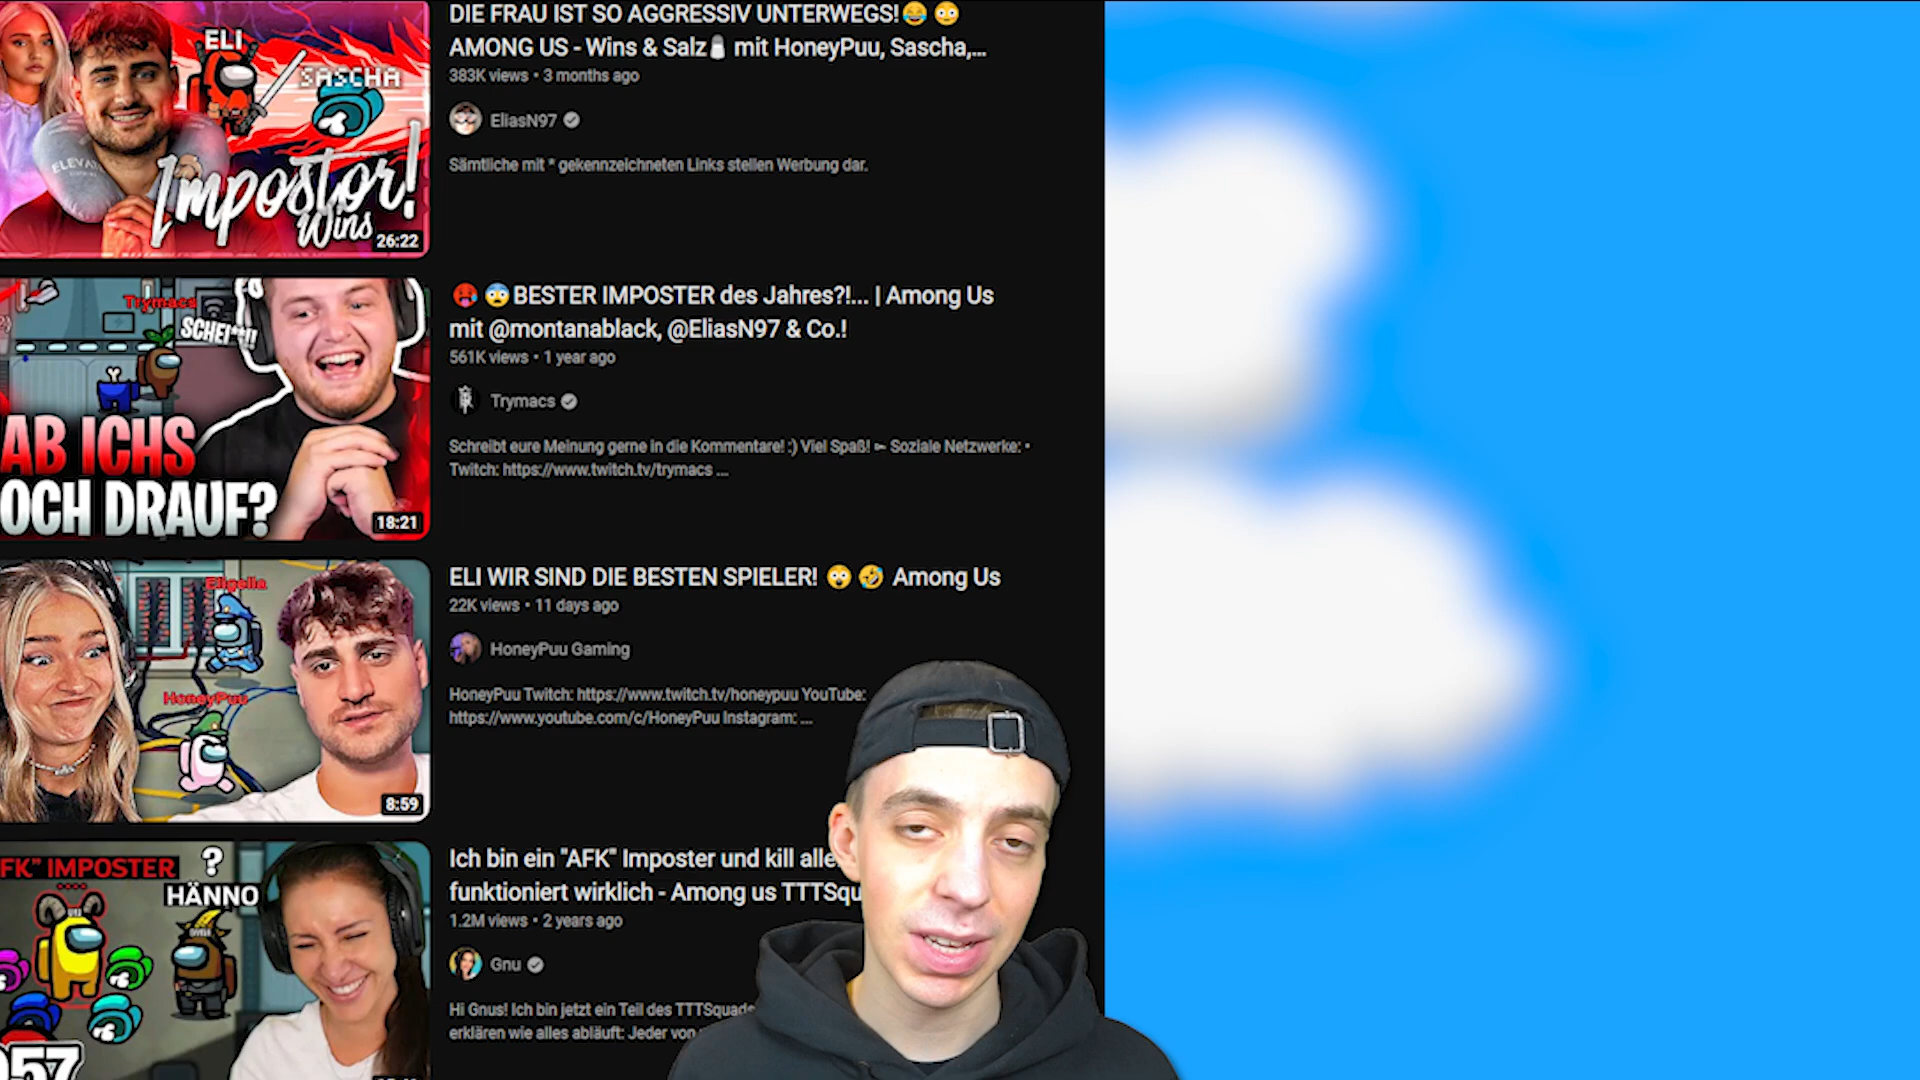 DIE FRAU IST SO AGGRESSIV UNTERWEGS!😂 😳
AMONG US - Wins & Salz🧂 mit HoneyPuu, Sascha,...
383K views • 3 months ago
EliasN97
Sämtliche mit * gekennzeichneten Links stellen Werbung dar.
ELI
SASCHA
ELEVAT
Impostor!
Wins
26:22
🥵 😨 BESTER IMPOSTER des Jahres?!... | Among Us
mit @montanablack, @EliasN97 & Co.!
561K views • 1 year ago
Trymacs
Schreibt eure Meinung gerne in die Kommentare! :) Viel Spaß! ➳ Soziale Netzwerke: •
Twitch: https://www.twitch.tv/trymacs ...
Trymacs
SCHEI**!!
AB ICHS
OCH DRAUF?
18:21
ELI WIR SIND DIE BESTEN SPIELER! 😳 🤣 Among Us
22K views • 11 days ago
HoneyPuu Gaming
HoneyPuu Twitch: https://www.twitch.tv/honeypuu YouTube:
https://www.youtube.com/c/HoneyPuu Instagram: ...
Eligella
HoneyPuu
8:59
Ich bin ein "AFK" Imposter und kill alle
funktioniert wirklich - Among us TTTSqu
1.2M views • 2 years ago
Gnu
Hi Gnus! Ich bin jetzt ein Teil des TTTSquads
erklären wie alles abläuft: Jeder von
FK" IMPOSTER
?
HÄNNO
057